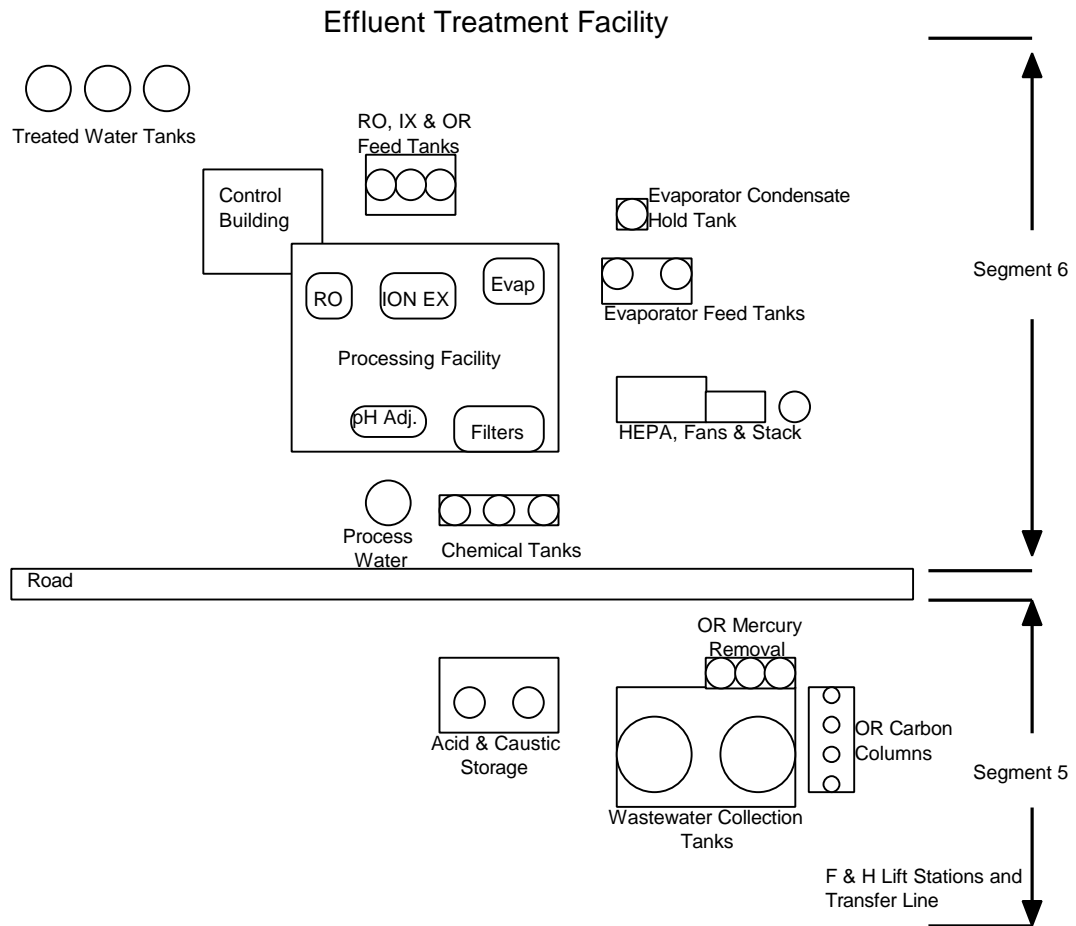 Effluent Treatment Facility
Treated Water Tanks
RO, IX & OR
Feed Tanks
Control
Building
Evaporator Condensate
Hold Tank
Segment 6
RO
ION EX
Evap
Evaporator Feed Tanks
Processing Facility
pH Adj.
Filters
HEPA, Fans & Stack
Process
Water
Chemical Tanks
Road
OR Mercury
Removal
Acid & Caustic
Storage
OR Carbon
Columns
Segment 5
Wastewater Collection
Tanks
F & H Lift Stations and
Transfer Line